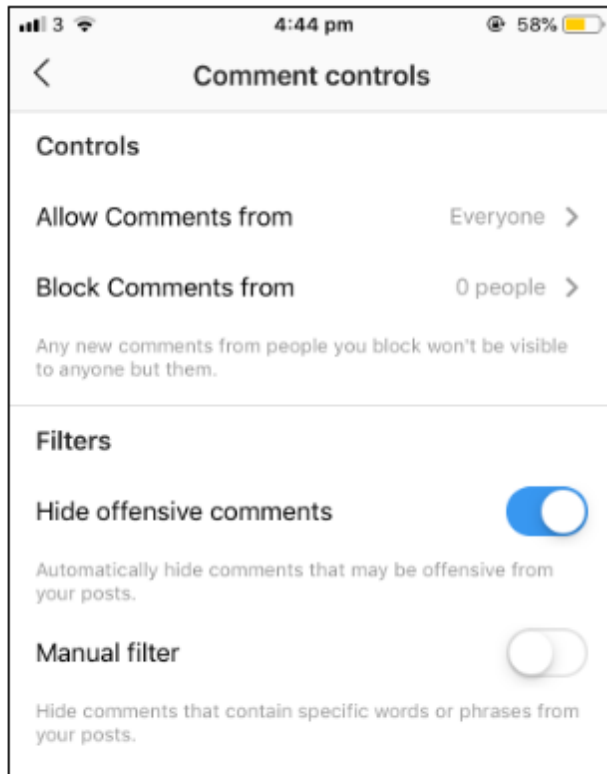 3 4:44 pm 58%
Comment controls
Controls
Allow Comments from Everyone
Block Comments from 0 people
Any new comments from people you block won't be visible
to anyone but them.
Filters
Hide offensive comments
Automatically hide comments that may be offensive from
your posts.
Manual filter
Hide comments that contain specific words or phrases from
your posts.